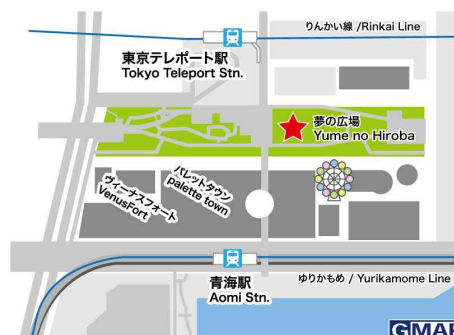 りんかい線 /Rinkai Line
東京テレポート駅
Tokyo Teleport Stn.
夢の広場
Yume no Hiroba
パレットタウン
palette town
ヴィーナスフォート
VenusFort
青海駅
Aomi Stn.
ゆりかもめ / Yurikamome Line
GMAP